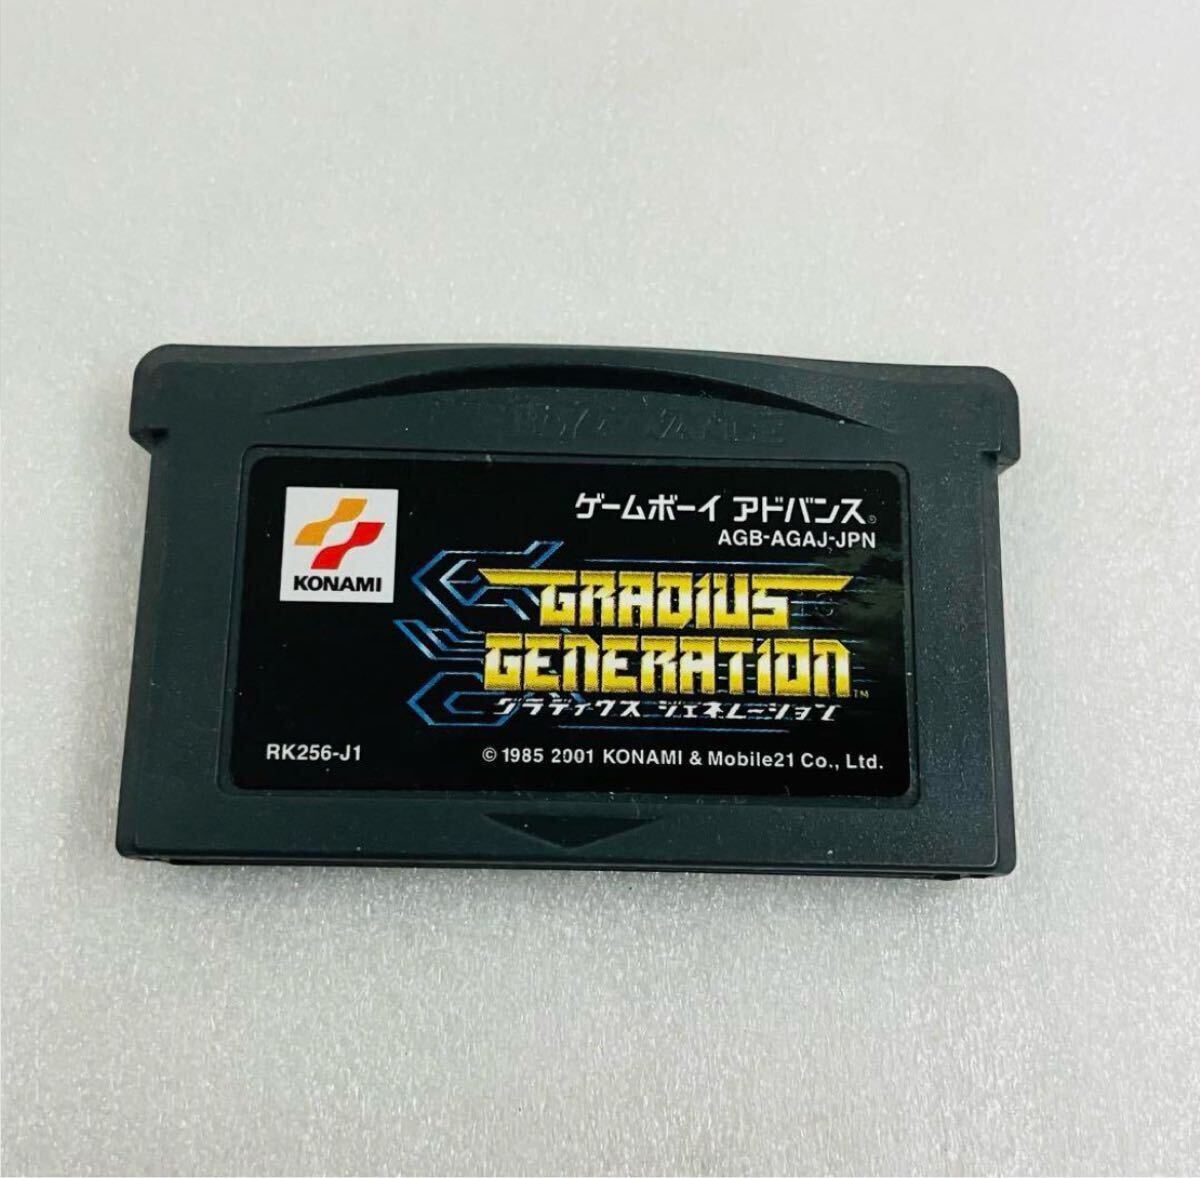 KONAMI
ゲームボーイ アドバンス®
AGB-AGAJ-JPN
GRADIUS
GENERATION™
グラディウス ジェネレーション
RK256-J1
© 1985 2001 KONAMI & Mobile21 Co., Ltd.